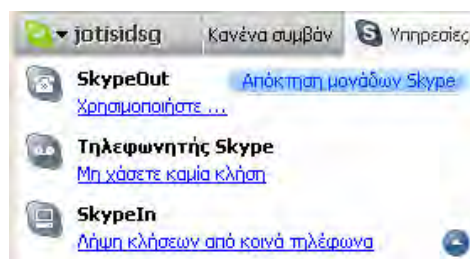 jotisidsg Κανένα συμβάν Υπηρεσίες
SkypeOut Απόκτηση μονάδων Skype
Χρησιμοποιήστε ...
Τηλεφωνητής Skype
Μη χάσετε καμία κλήση
SkypeIn
Λήψη κλήσεων από κοινά τηλέφωνα